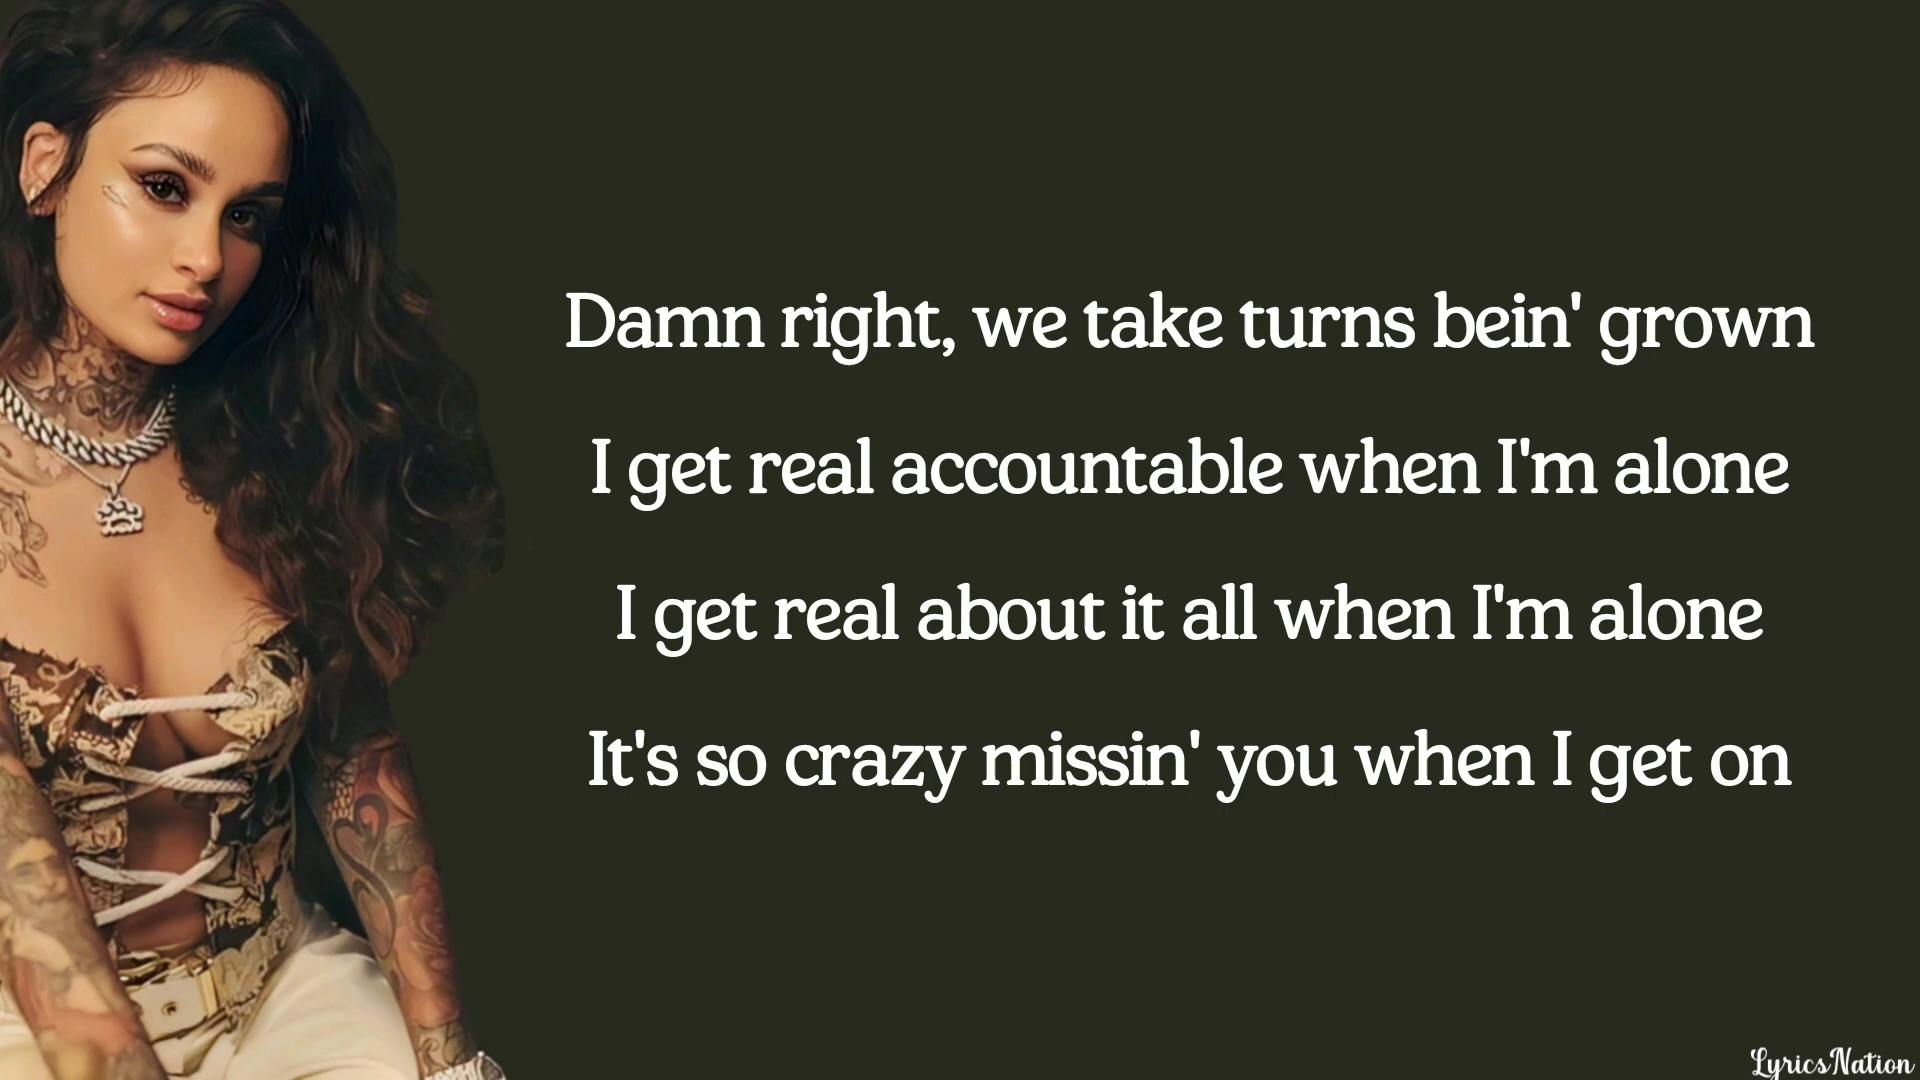 Damn right, we take turns bein' grown
I get real accountable when I'm alone
I get real about it all when I'm alone
It's so crazy missin' you when I get on
LyricsNation